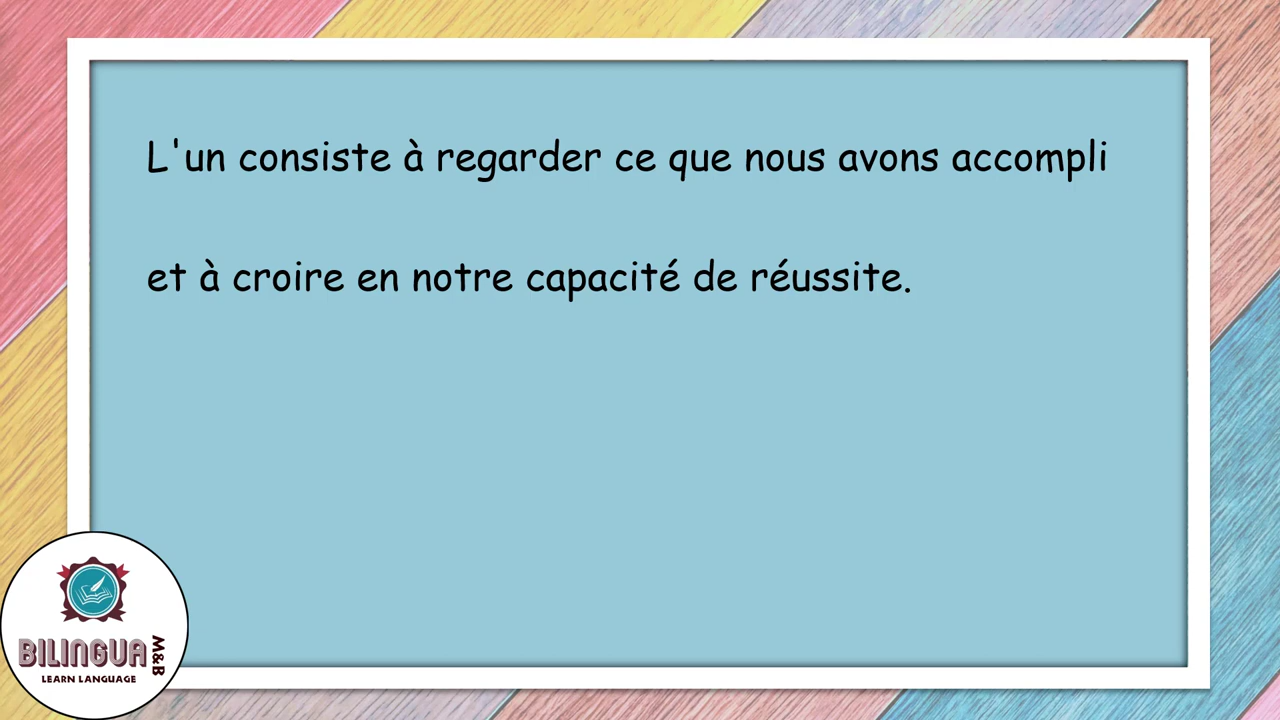 L'un consiste à regarder ce que nous avons accompli
et à croire en notre capacité de réussite.
BILINGUA
M&B
LEARN LANGUAGE